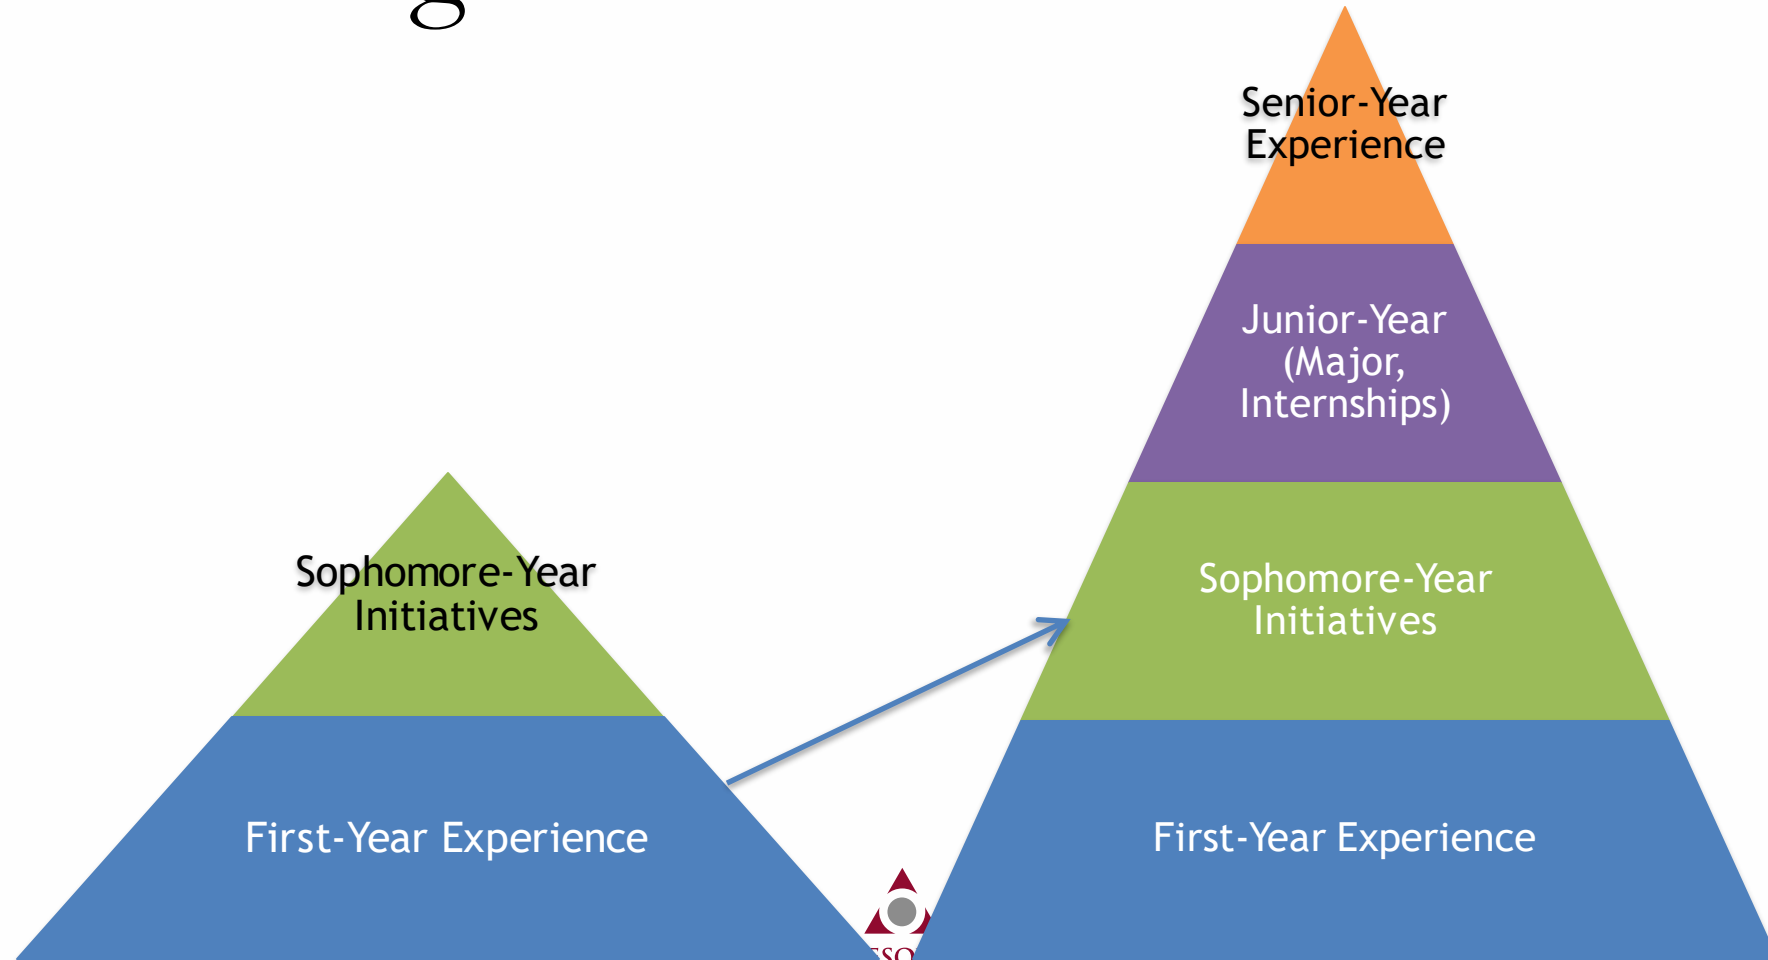 Sophomore-Year
Initiatives
First-Year Experience
Senior-Year
Experience
Junior-Year
(Major,
Internships)
Sophomore-Year
Initiatives
First-Year Experience